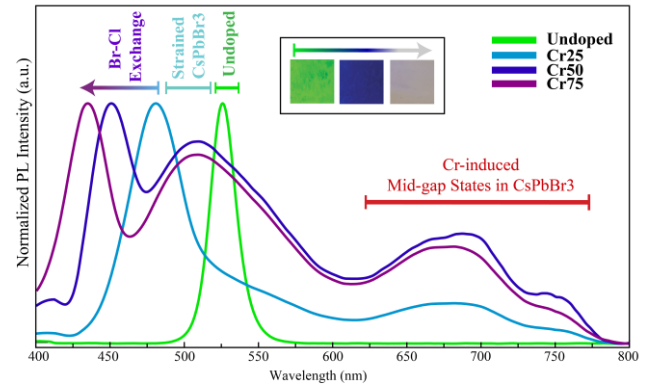 Br-Cl
Exchange
Strained
CsPbBr3
Undoped
Undoped
Cr25
Cr50
Cr75
Cr-induced
Mid-gap States in CsPbBr3
Normalized PL Intensity (a.u.)
400 450 500 550 600 650 700 750 800
Wavelength (nm)